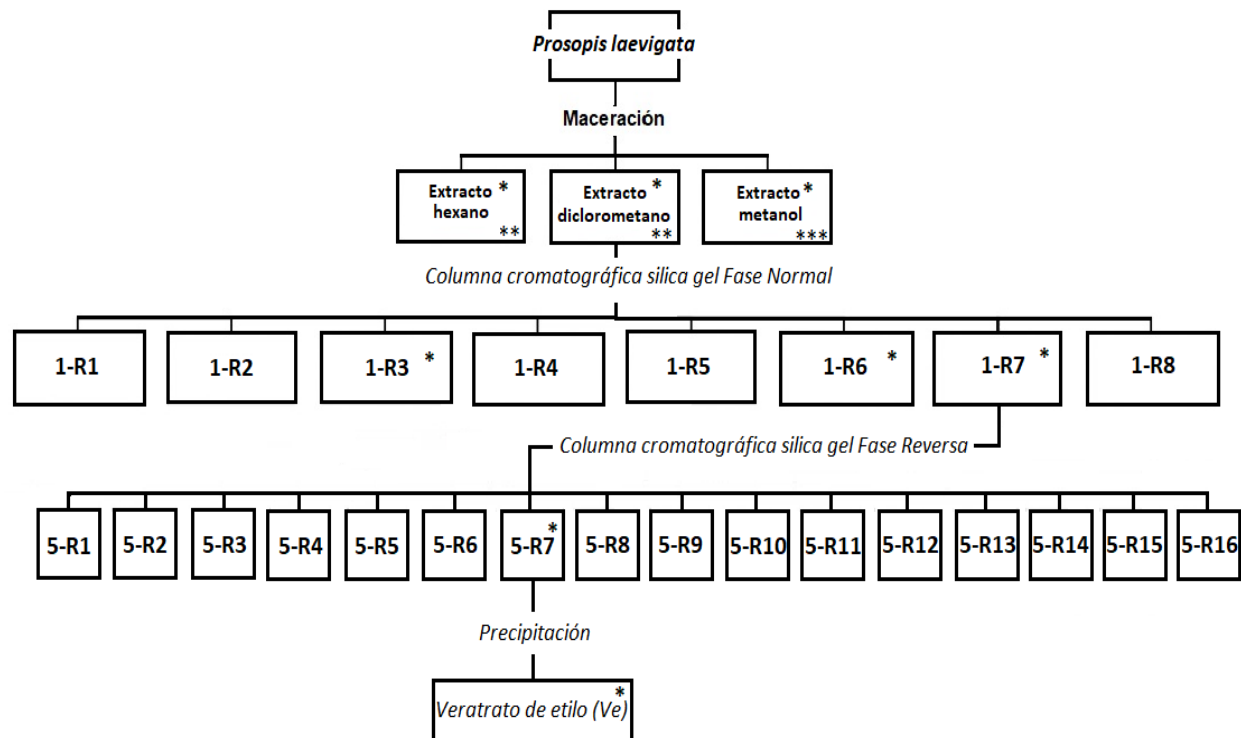 Prosopis laevigata
Maceración
Extracto *
hexano
**
Extracto *
diclorometano
**
Extracto *
metanol
***
Columna cromatográfica silica gel Fase Normal
1-R1
1-R2
1-R3 *
1-R4
1-R5
1-R6 *
1-R7 *
1-R8
Columna cromatográfica silica gel Fase Reversa
5-R1
5-R2
5-R3
5-R4
5-R5
5-R6
5-R7 *
5-R8
5-R9
5-R10
5-R11
5-R12
5-R13
5-R14
5-R15
5-R16
Precipitación
Veratrato de etilo (Ve) *